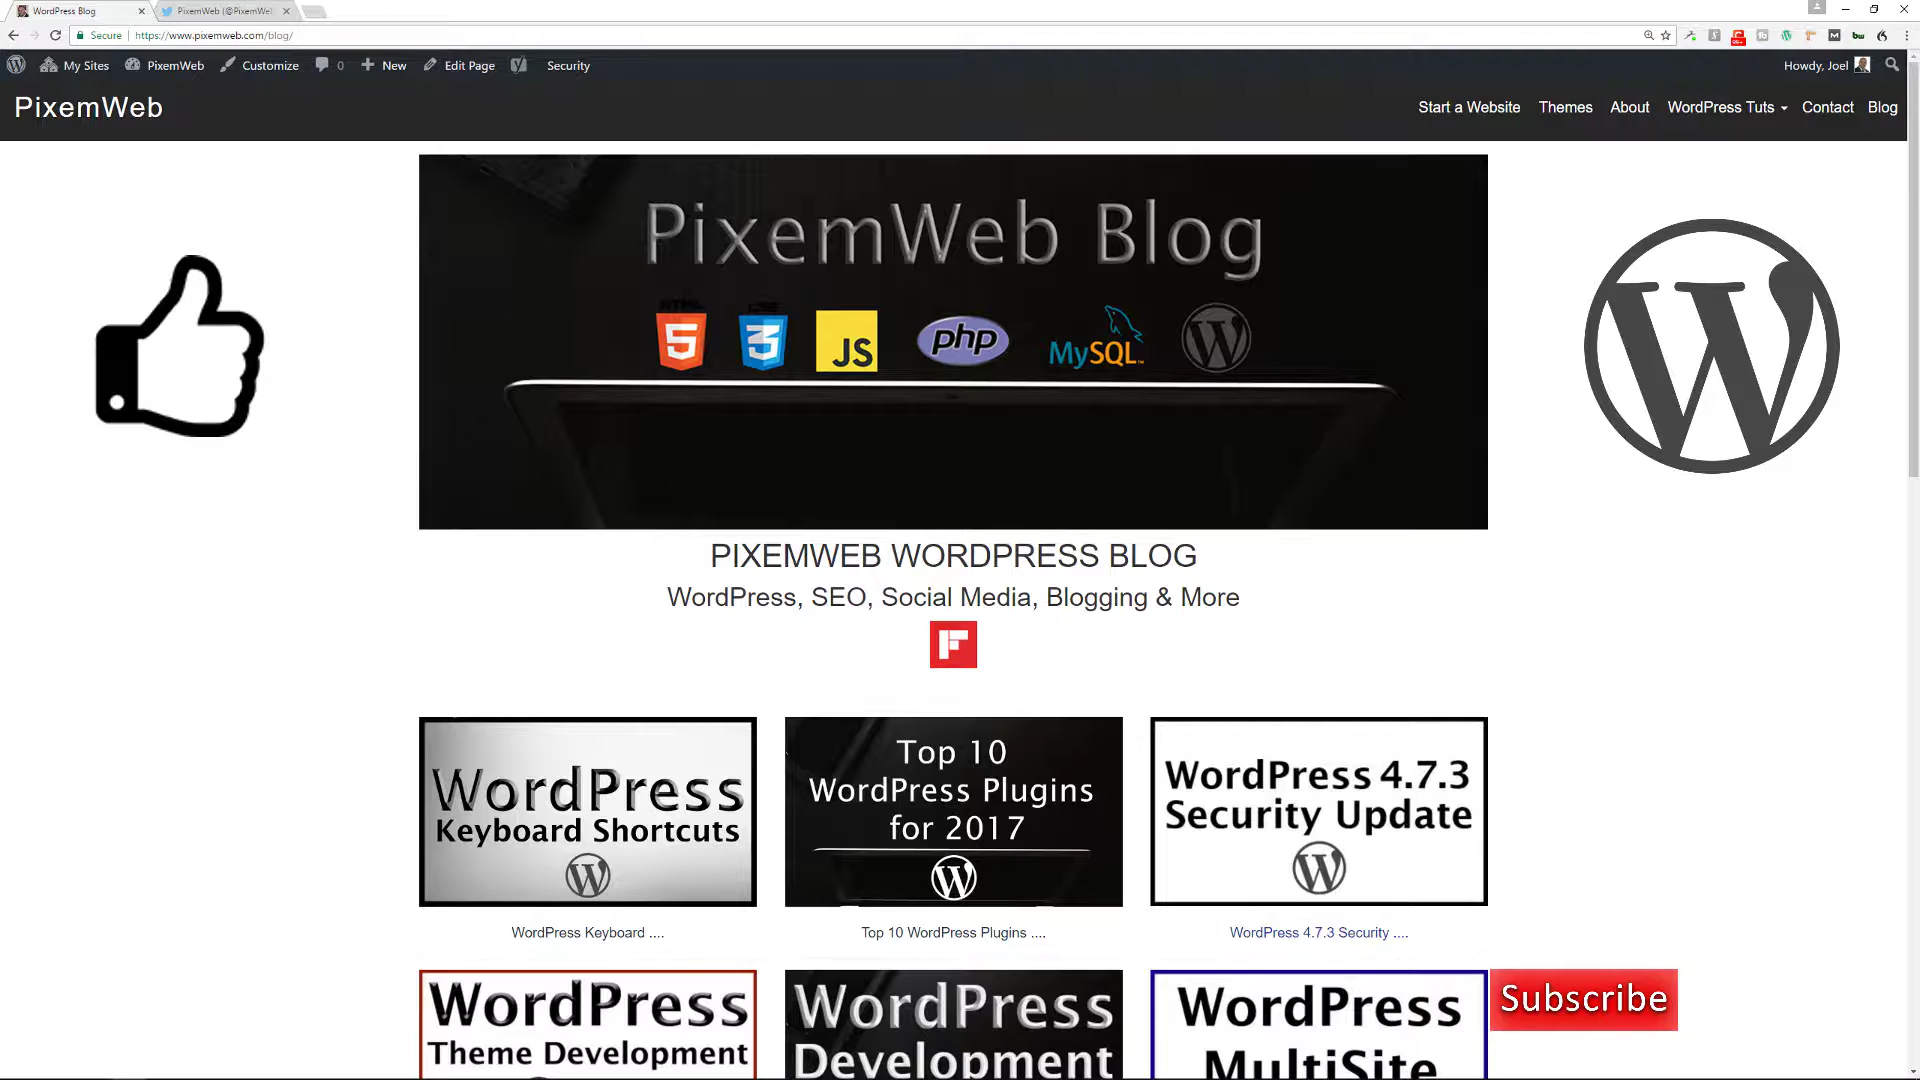 WordPress Blog
PixemWeb (@PixemWel
Secure
https://www.pixemweb.com/blog/
My Sites
PixemWeb
Customize
0
New
Edit Page
Security
Howdy, Joel
PixemWeb
Start a Website
Themes
About
WordPress Tuts
Contact
Blog
PixemWeb Blog
HTML
5
CSS
3
JS
php
MySQL™
PIXEMWEB WORDPRESS BLOG
WordPress, SEO, Social Media, Blogging & More
WordPress
Keyboard Shortcuts
Top 10
WordPress Plugins
for 2017
WordPress 4.7.3
Security Update
WordPress Keyboard ....
Top 10 WordPress Plugins ....
WordPress 4.7.3 Security ....
WordPress
Theme Development
WordPress
Development
WordPress
MultiSite
Subscribe